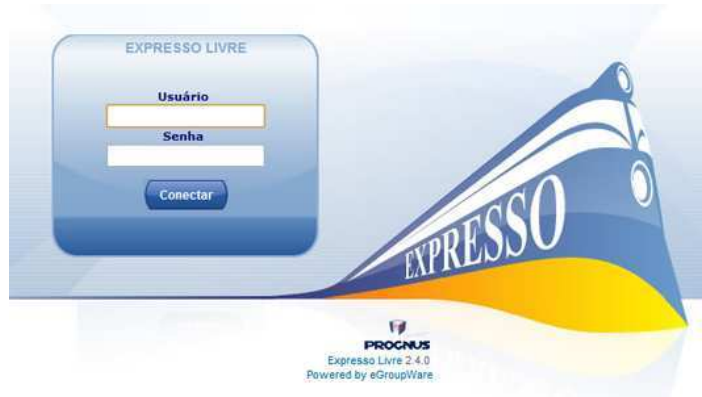 EXPRESSO LIVRE
Usuário
Senha
Conectar
EXPRESSO
PROGNUS
Expresso Livre 2.4.0
Powered by eGroupWare